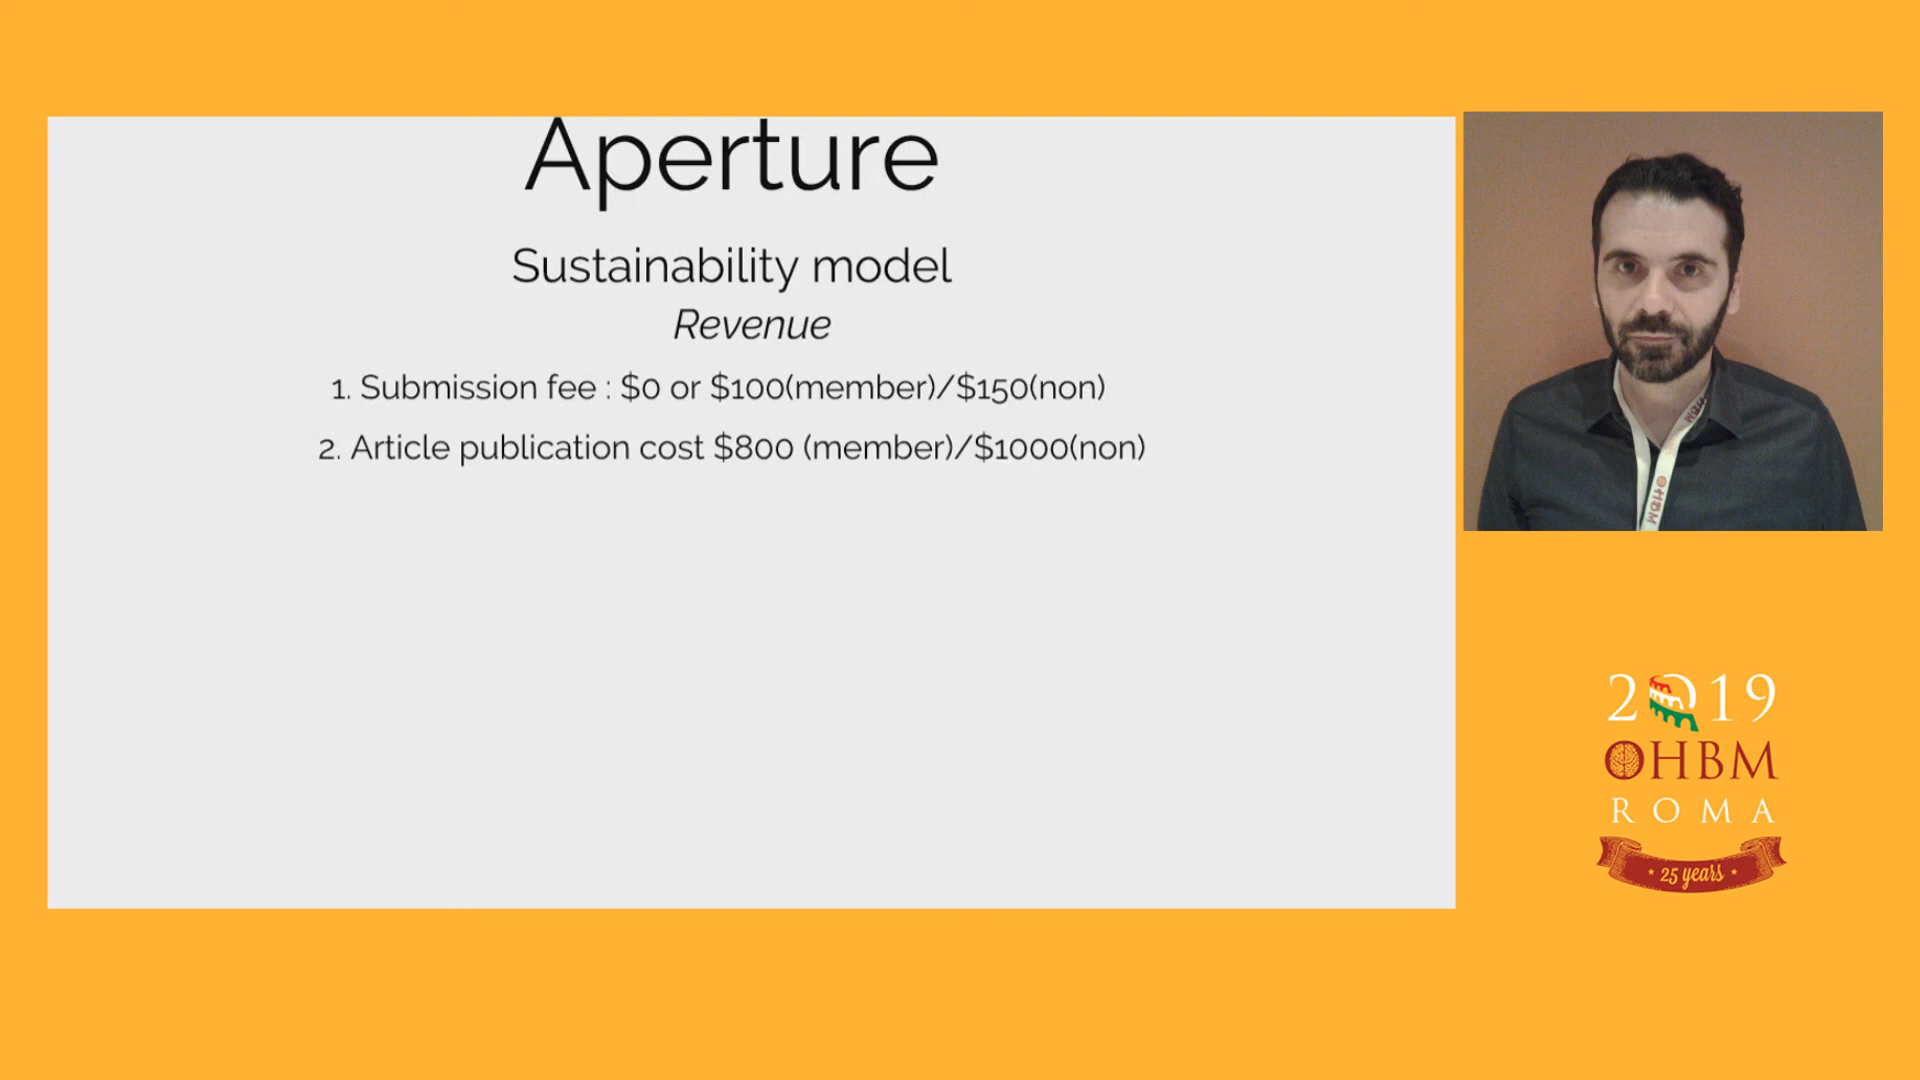 Aperture
Sustainability model
Revenue
1. Submission fee : $0 or $100(member)/$150(non)
2. Article publication cost $800 (member)/$1000(non)
OHBM
2019
OHBM
ROMA
25 years